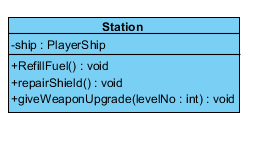 Station
-ship : PlayerShip
+RefillFuel() : void
+repairShield() : void
+giveWeaponUpgrade(levelNo : int) : void